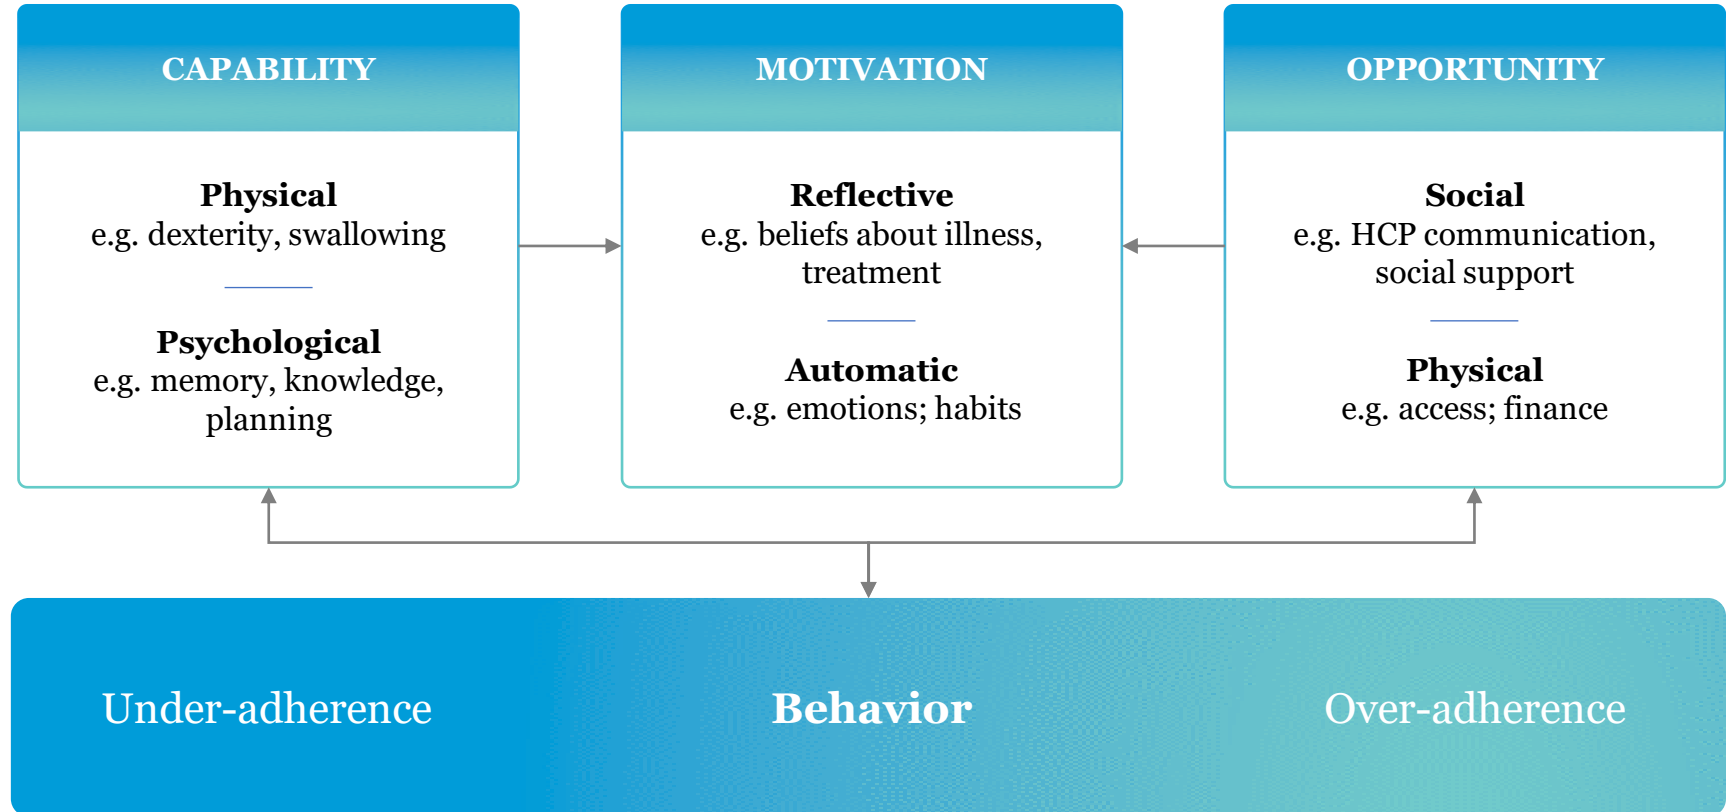 CAPABILITY
Physical
e.g. dexterity, swallowing
Psychological
e.g. memory, knowledge,
planning
MOTIVATION
Reflective
e.g. beliefs about illness,
treatment
Automatic
e.g. emotions; habits
OPPORTUNITY
Social
e.g. HCP communication,
social support
Physical
e.g. access; finance
Under-adherence
Behavior
Over-adherence